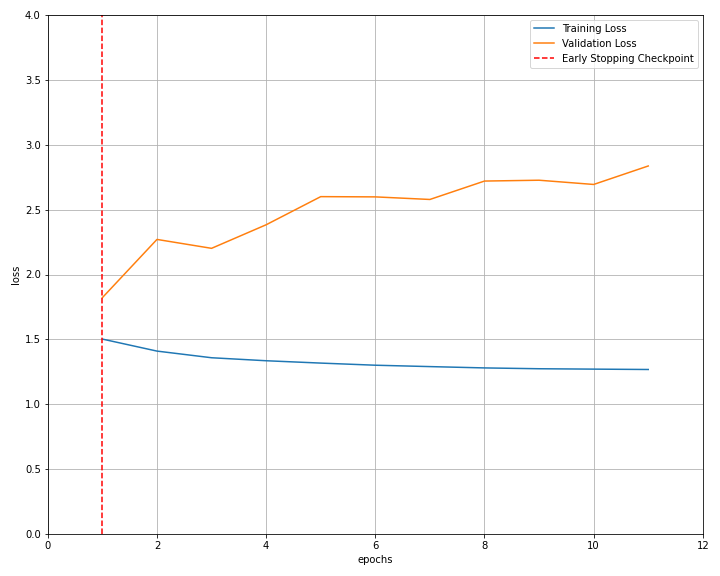 Training Loss
Validation Loss
Early Stopping Checkpoint
4.0
3.5
3.0
2.5
2.0
1.5
1.0
0.5
0.0
loss
0 2 4 6 8 10 12
epochs